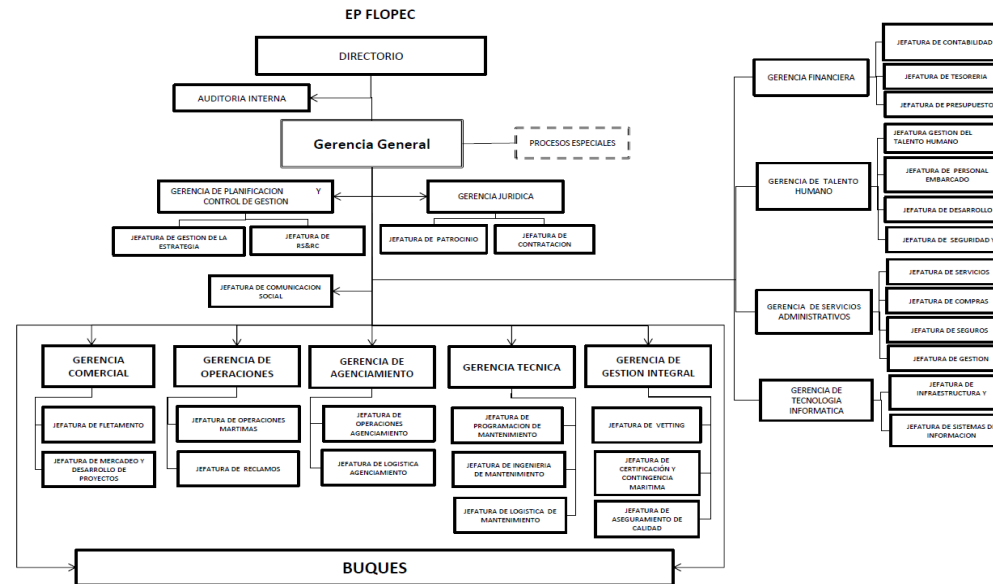 EP FLOPEC
DIRECTORIO
AUDITORIA INTERNA
Gerencia General
PROCESOS ESPECIALES
GERENCIA DE PLANIFICACION Y
CONTROL DE GESTION
GERENCIA JURIDICA
JEFATURA DE GESTION DE LA
ESTRATEGIA
JEFATURA DE
RS&RC
JEFATURA DE PATROCINIO
JEFATURA DE
CONTRATACION
JEFATURA DE COMUNICACION
SOCIAL
GERENCIA
COMERCIAL
JEFATURA DE FLETAMENTO
JEFATURA DE MERCADEO Y
DESARROLLO DE
PROYECTOS
GERENCIA DE
OPERACIONES
JEFATURA DE OPERACIONES
MARTIMAS
JEFATURA DE RECLAMOS
GERENCIA DE
AGENCIAMIENTO
JEFATURA DE
OPERACIONES
AGENCIAMIENTO
JEFATURA DE LOGISTICA
AGENCIAMIENTO
GERENCIA TECNICA
JEFATURA DE
PROGRAMACION DE
MANTENIMIENTO
JEFATURA DE INGENIERIA
DE MANTENIMIENTO
JEFATURA DE LOGISTICA DE
MANTENIMIENTO
GERENCIA DE
GESTION INTEGRAL
JEFATURA DE VETTING
JEFATURA DE
CERTIFICACIÓN Y
CONTINGENCIA
MARITIMA
JEFATURA DE
ASEGURAMIENTO DE
CALIDAD
BUQUES
GERENCIA FINANCIERA
JEFATURA DE CONTABILIDAD
JEFATURA DE TESORERIA
JEFATURA DE PRESUPUESTO
GERENCIA DE TALENTO
HUMANO
JEFATURA GESTION DEL
TALENTO HUMANO
JEFATURA DE PERSONAL
EMBARCADO
JEFATURA DE DESARROLLO
JEFATURA DE SEGURIDAD Y
GERENCIA DE SERVICIOS
ADMINISTRATIVOS
JEFATURA DE SERVICIOS
JEFATURA DE COMPRAS
JEFATURA DE SEGUROS
JEFATURA DE GESTION
GERENCIA DE
TECNOLOGIA
INFORMATICA
JEFATURA DE
INFRAESTRUCTURA Y
JEFATURA DE SISTEMAS DE
INFORMACION